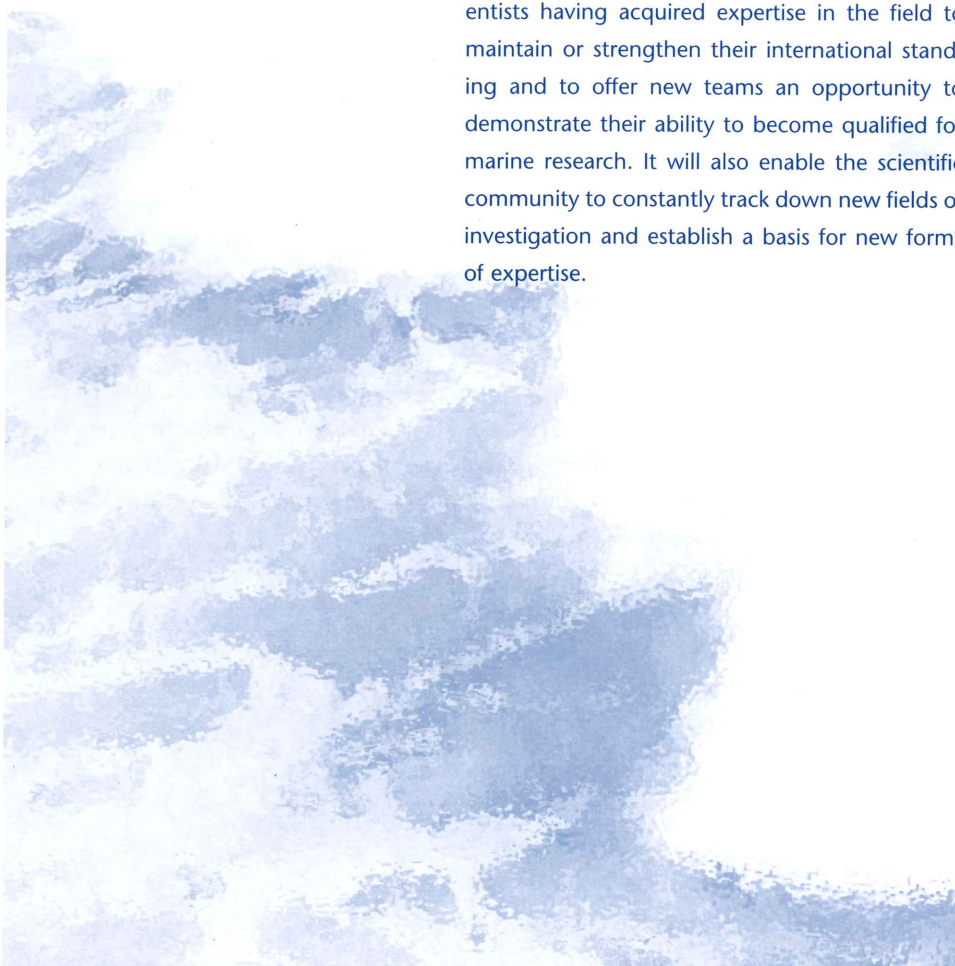 entists having acquired expertise in the field to
maintain or strengthen their international stand-
ing and to offer new teams an opportunity to
demonstrate their ability to become qualified fo
marine research. It will also enable the scientifi
community to constantly track down new fields o
investigation and establish a basis for new form
of expertise.